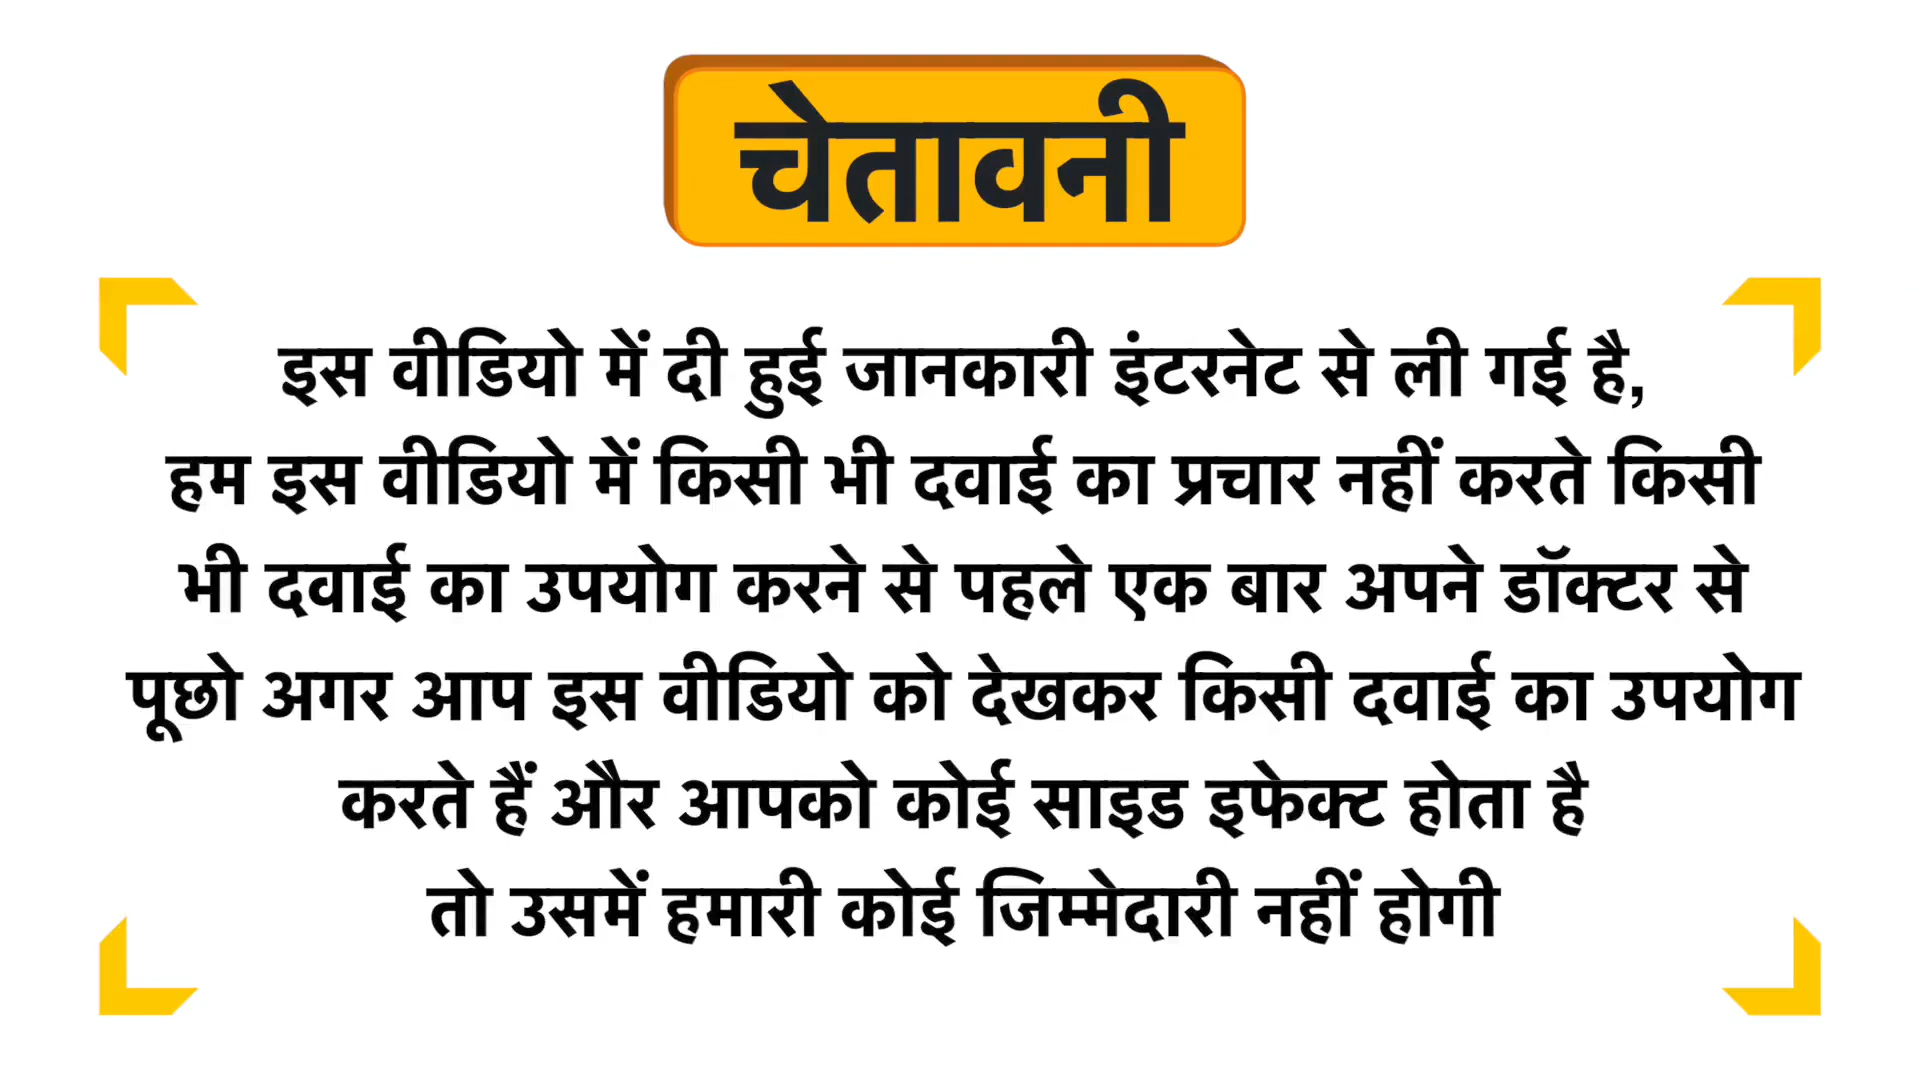 चेतावनी
इस वीडियो में दी हुई जानकारी इंटरनेट से ली गई है,
हम इस वीडियो में किसी भी दवाई का प्रचार नहीं करते किसी
भी दवाई का उपयोग करने से पहले एक बार अपने डॉक्टर से
पूछो अगर आप इस वीडियो को देखकर किसी दवाई का उपयोग
करते हैं और आपको कोई साइड इफेक्ट होता है
तो उसमें हमारी कोई जिम्मेदारी नहीं होगी